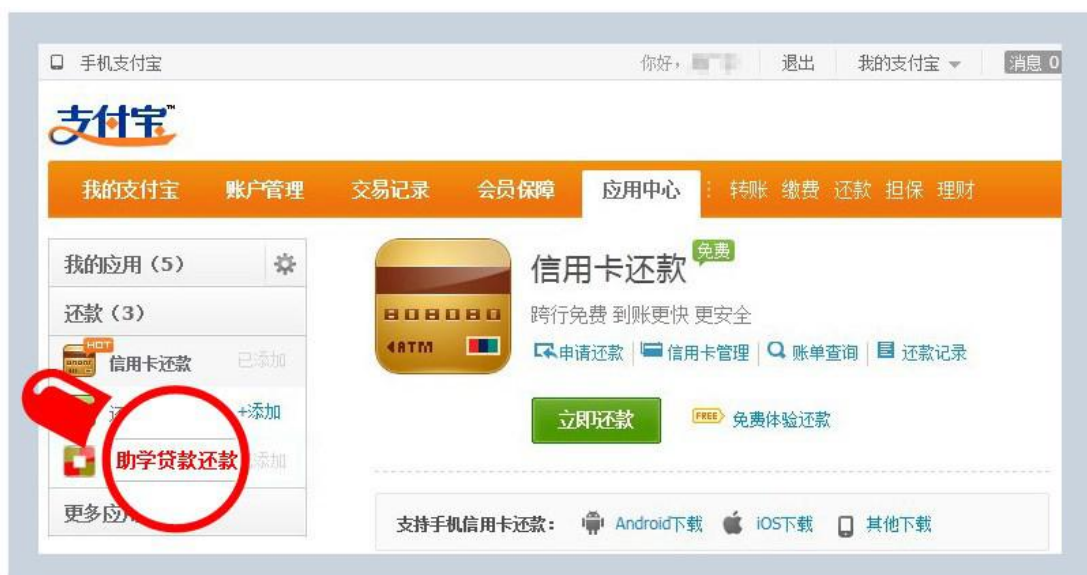 手机支付宝 你好， 退出 我的支付宝 消息 0
支付宝™
我的支付宝 账户管理 交易记录 会员保障 应用中心 转账 缴费 还款 担保 理财
我的应用（5）
还款（3）
HOT
信用卡还款 已添加
+添加
助学贷款还款 添加
更多应
信用卡还款 免费
跨行免费 到账更快 更安全
申请还款 信用卡管理 账单查询 还款记录
立即还款 FREE 免费体验还款
支持手机信用卡还款： Android下载 iOS下载 其他下载
ATM